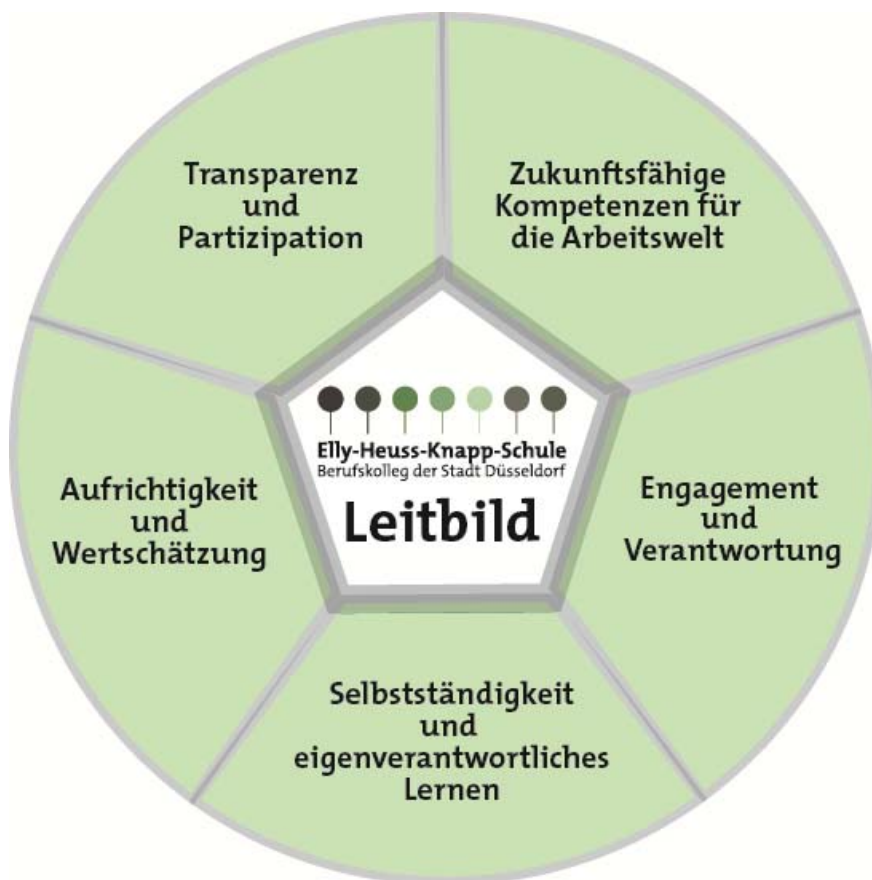 Transparenz
und
Partizipation
Zukunftsfähige
Kompetenzen für
die Arbeitswelt
Elly-Heuss-Knapp-Schule
Berufskolleg der Stadt Düsseldorf
Leitbild
Aufrichtigkeit
und
Wertschätzung
Engagement
und
Verantwortung
Selbstständigkeit
und
eigenverantwortliches
Lernen